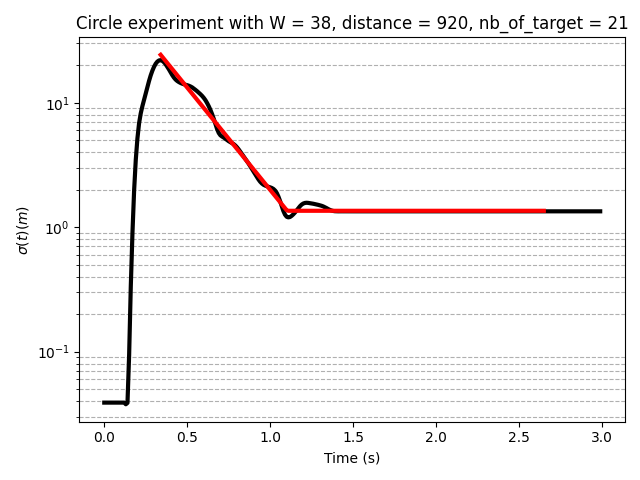 Circle experiment with W = 38, distance = 920, nb_of_target = 21
σ(t)(m)
10¹
10⁰
10⁻¹
0.0 0.5 1.0 1.5 2.0 2.5 3.0
Time (s)